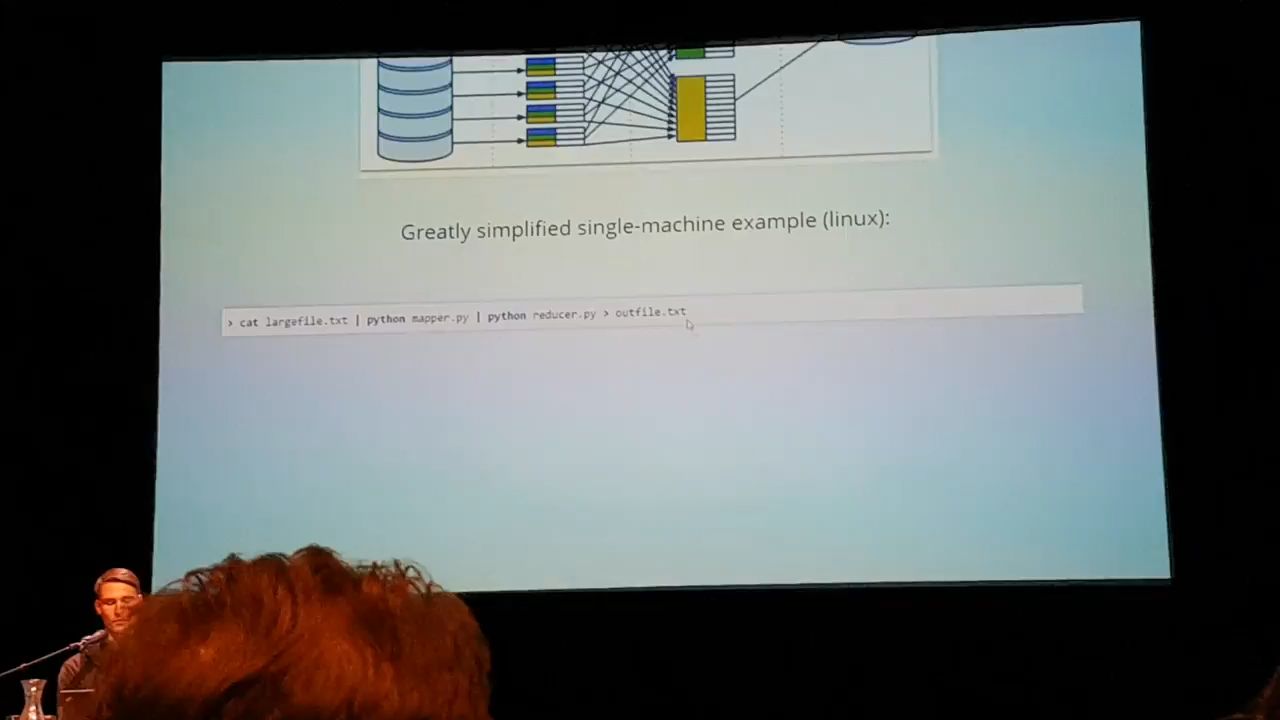 Greatly simplified single-machine example (linux):
> cat largefile.txt | python mapper.py | python reducer.py > outfile.txt